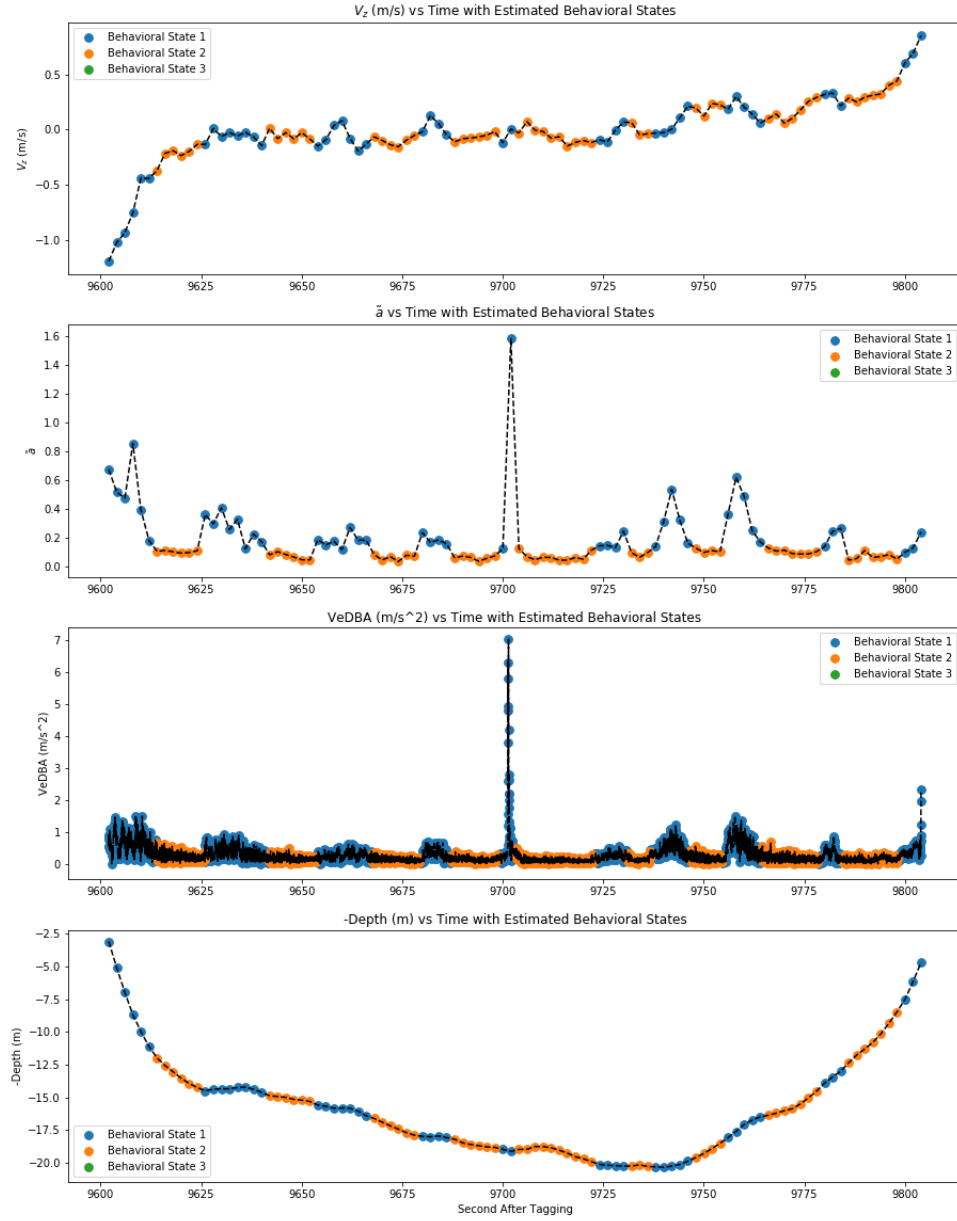 V_z (m/s) vs Time with Estimated Behavioral States
Behavioral State 1
Behavioral State 2
Behavioral State 3
V_z (m/s)
0.5
0.0
−0.5
−1.0
9600 9625 9650 9675 9700 9725 9750 9775 9800
ã vs Time with Estimated Behavioral States
Behavioral State 1
Behavioral State 2
Behavioral State 3
ã
1.6
1.4
1.2
1.0
0.8
0.6
0.4
0.2
0.0
9600 9625 9650 9675 9700 9725 9750 9775 9800
VeDBA (m/s^2) vs Time with Estimated Behavioral States
Behavioral State 1
Behavioral State 2
Behavioral State 3
VeDBA (m/s^2)
7
6
5
4
3
2
1
0
9600 9625 9650 9675 9700 9725 9750 9775 9800
-Depth (m) vs Time with Estimated Behavioral States
-Depth (m)
−2.5
−5.0
−7.5
−10.0
−12.5
−15.0
−17.5
−20.0
Behavioral State 1
Behavioral State 2
Behavioral State 3
9600 9625 9650 9675 9700 9725 9750 9775 9800
Second After Tagging